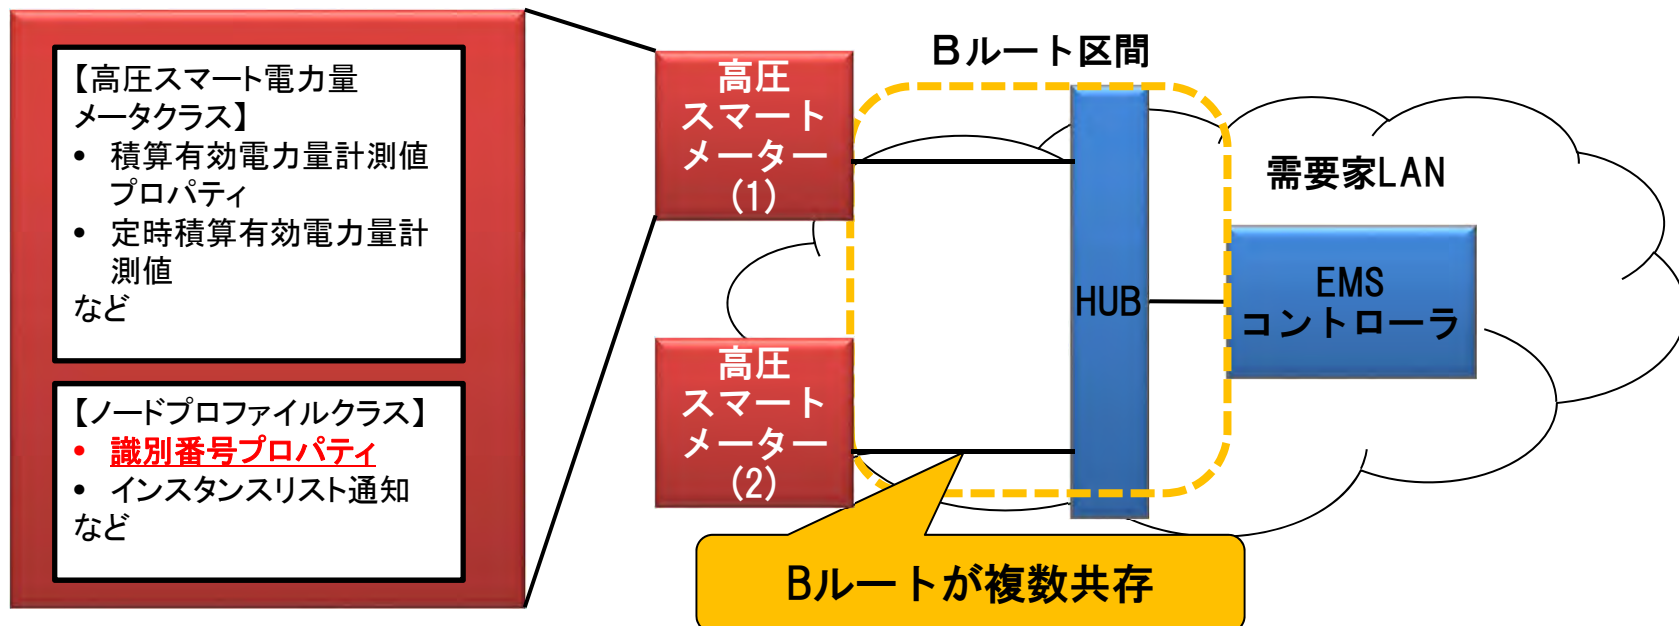 【高圧スマート電力量
メータクラス】
• 積算有効電力量計測値
プロパティ
• 定時積算有効電力量計
測値
など
【ノードプロファイルクラス】
• 識別番号プロパティ
• インスタンスリスト通知
など
高圧
スマート
メーター
(1)
高圧
スマート
メーター
(2)
Bルート区間
HUB
需要家LAN
EMS
コントローラ
Bルートが複数共存